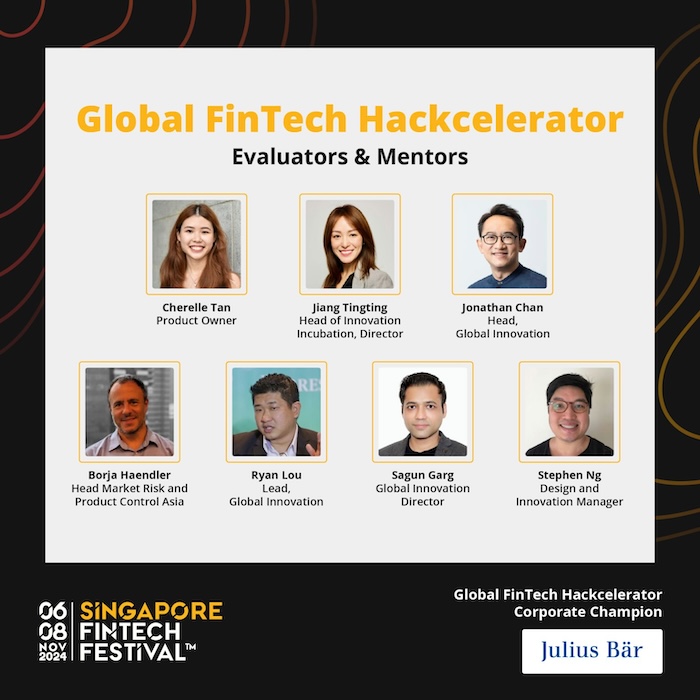 Global FinTech Hackcelerator
Evaluators & Mentors
Cherelle Tan
Product Owner
Jiang Tingting
Head of Innovation
Incubation, Director
Jonathan Chan
Head,
Global Innovation
Borja Haendler
Head Market Risk and
Product Control Asia
Ryan Lou
Lead,
Global Innovation
Sagun Garg
Global Innovation
Director
Stephen Ng
Design and
Innovation Manager
06
08
NOV
2024
SINGAPORE
FINTECH
FESTIVAL™
Global FinTech Hackcelerator
Corporate Champion
Julius Bär